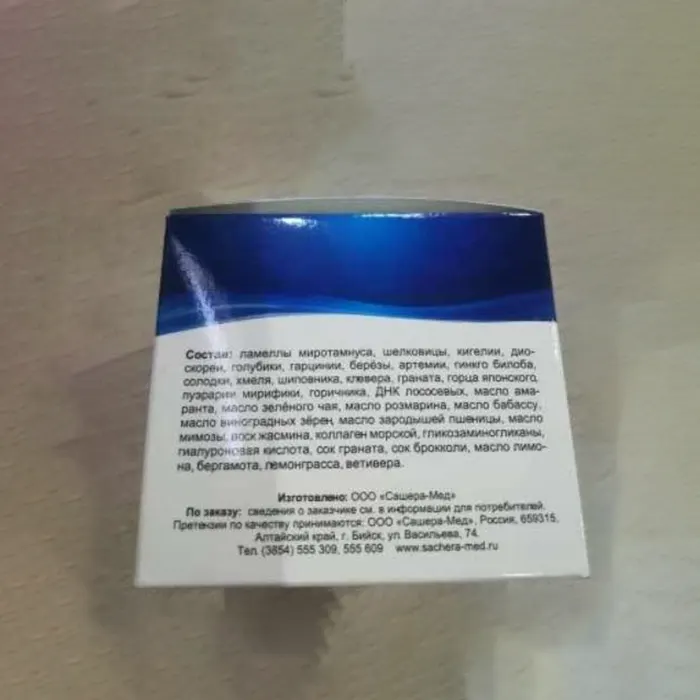 Состав: ламеллы миротамнуса, шелковицы, кигелии, дио-
скореи, голубики, гарцинии, берёзы, артемии, гинкго билоба,
солодки, хмеля, шиповника, клевера, граната, горца японского,
пуэрарии мирифики, горичника, ДНК лососевых, масло ама-
ранта, масло зелёного чая, масло розмарина, масло бабассу,
масло виноградных зёрен, масло зародышей пшеницы, масло
мимозы, воск жасмина, коллаген морской, гликозаминогликаны,
гиалуроновая кислота, сок граната, сок брокколи, масло лимо-
на, бергамота, лемонграсса, ветивера.
Изготовлено: ООО «Сашера-Мед»
По заказу: сведения о заказчике см. в информации для потребителей.
Претензии по качеству принимаются: ООО «Сашера-Мед», Россия, 659315,
Алтайский край, г. Бийск, ул. Васильева, 74.
Тел. (3854) 555 309, 555 609 www.sachera-med.ru